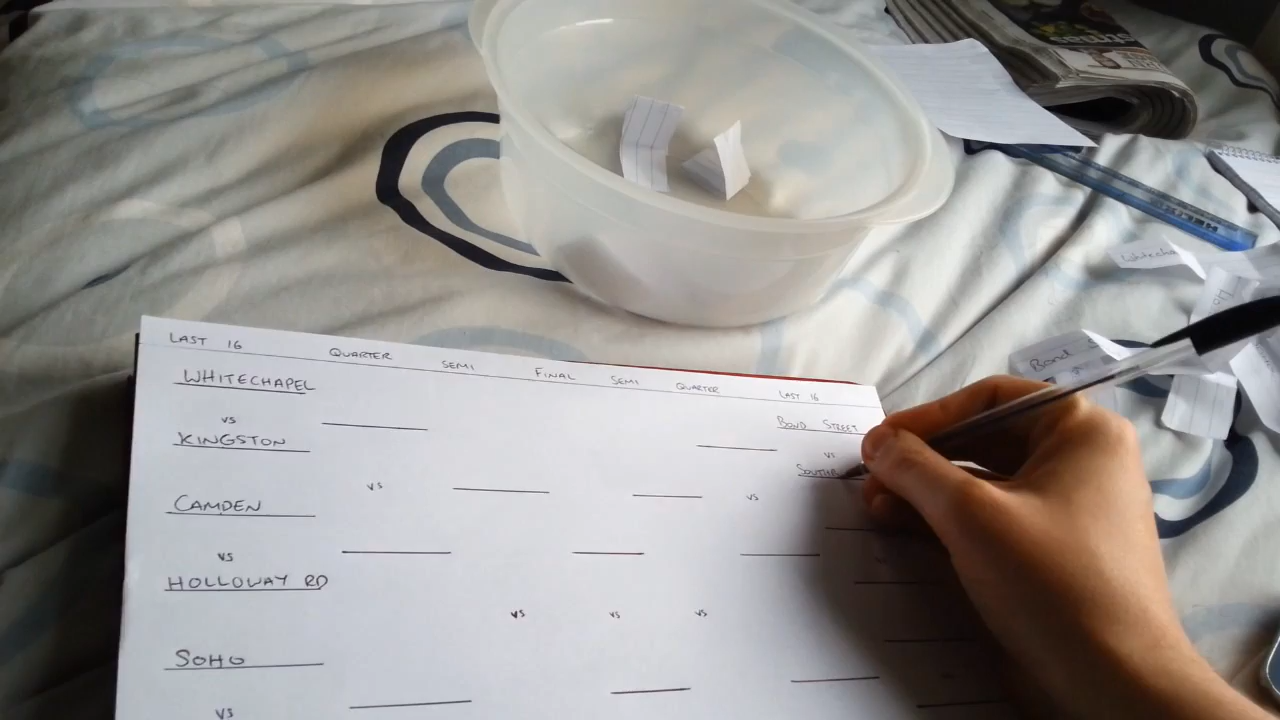 LAST 16 QUARTER SEMI FINAL SEMI QUARTER LAST 16
WHITECHAPEL
vs
KINGSTON
vs
CAMDEN
vs
HOLLOWAY RD
SOHO
vs
BOND STREET
vs
vs
vs
vs
vs
Bond